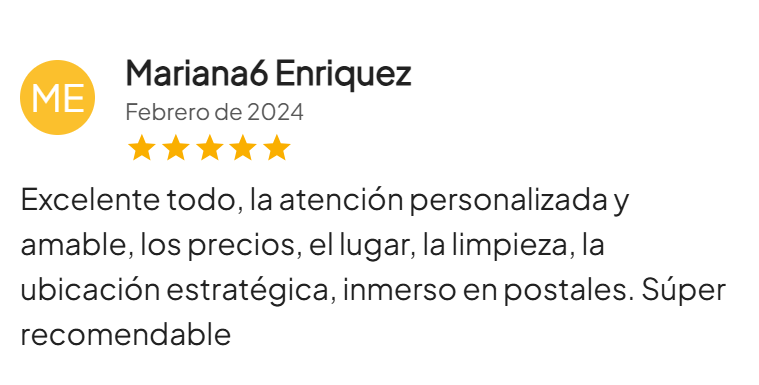 ME
Mariana6 Enriquez
Febrero de 2024
Excelente todo, la atención personalizada y
amable, los precios, el lugar, la limpieza, la
ubicación estratégica, inmerso en postales. Súper
recomendable